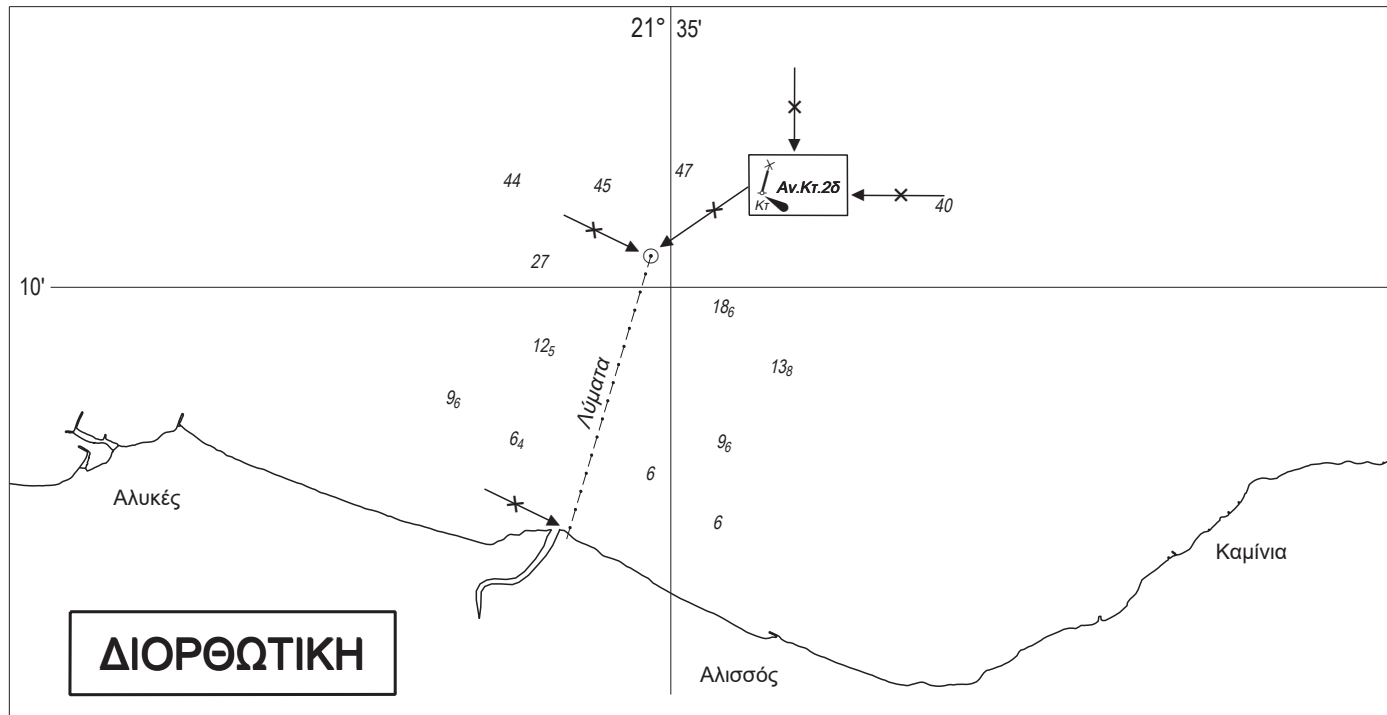 21° 35'
47
44
45
Αν.Κτ.2δ
Κτ
40
27
10'
18₆
12₅
13₈
Λύματα
9₆
6₄
9₆
6
Αλυκές
6
Καμίνια
ΔΙΟΡΘΩΤΙΚΗ
Αλισσός